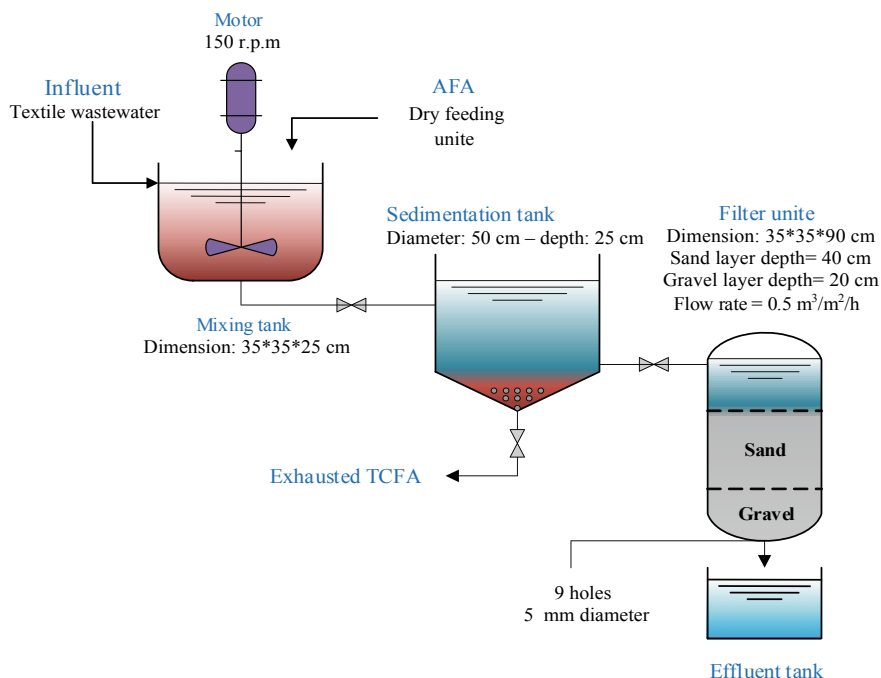 Motor
150 r.p.m
Influent
Textile wastewater
AFA
Dry feeding
unite
Sedimentation tank
Diameter: 50 cm – depth: 25 cm
Filter unite
Dimension: 35*35*90 cm
Sand layer depth= 40 cm
Gravel layer depth= 20 cm
Flow rate = 0.5 m³/m²/h
Mixing tank
Dimension: 35*35*25 cm
Sand
Exhausted TCFA
Gravel
9 holes
5 mm diameter
Effluent tank